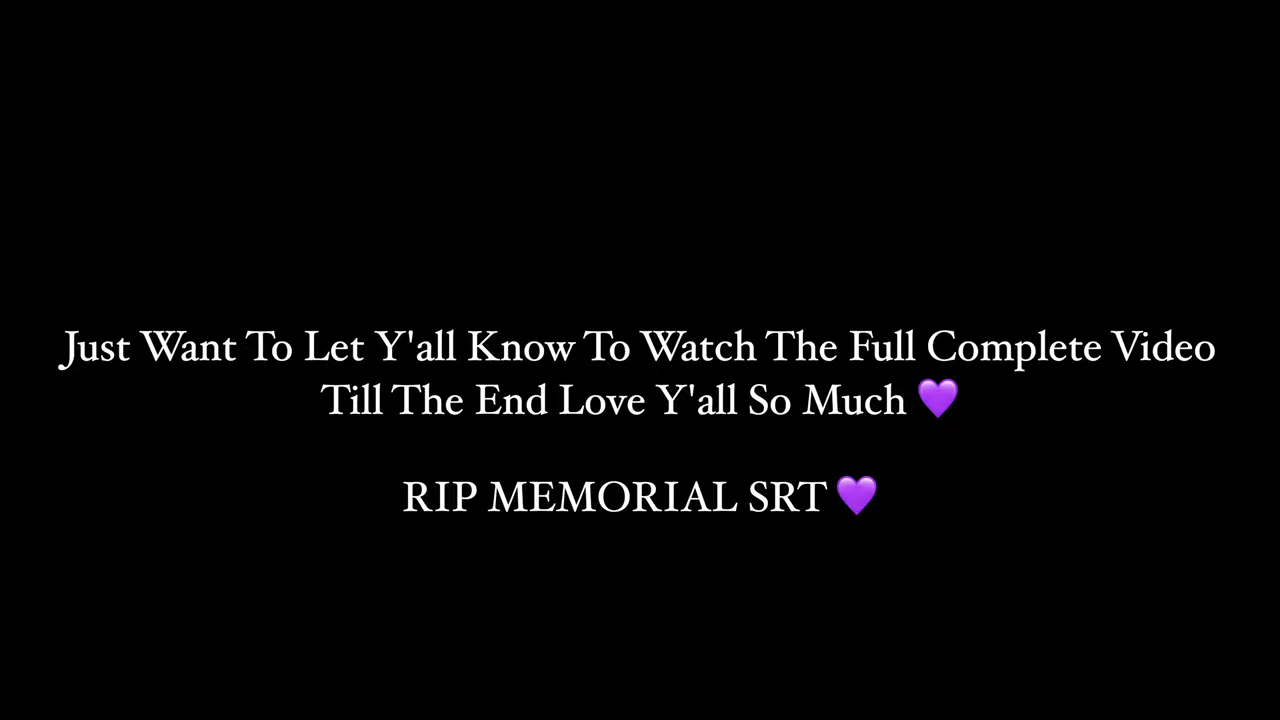 Just Want To Let Y'all Know To Watch The Full Complete Video
Till The End Love Y'all So Much 💜
RIP MEMORIAL SRT 💜